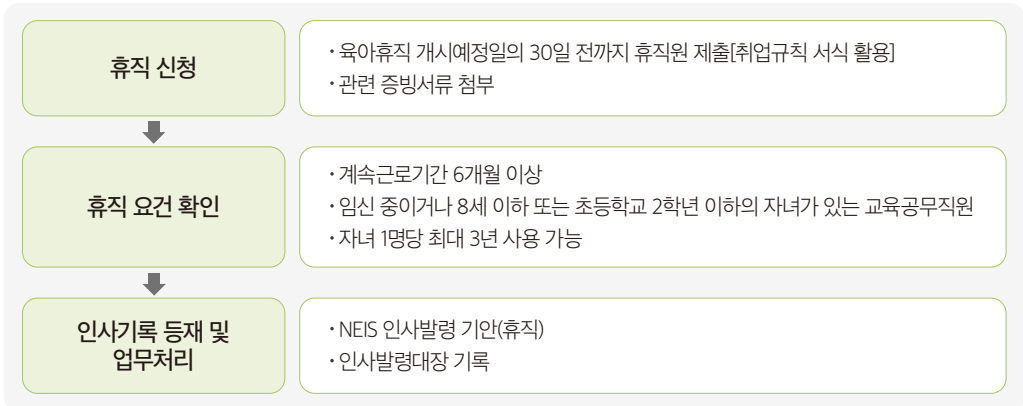 휴직 신청
· 육아휴직 개시예정일의 30일 전까지 휴직원 제출[취업규칙 서식 활용]
· 관련 증빙서류 첨부
휴직 요건 확인
· 계속근로기간 6개월 이상
· 임신 중이거나 8세 이하 또는 초등학교 2학년 이하의 자녀가 있는 교육공무직원
· 자녀 1명당 최대 3년 사용 가능
인사기록 등재 및
업무처리
· NEIS 인사발령 기안(휴직)
· 인사발령대장 기록